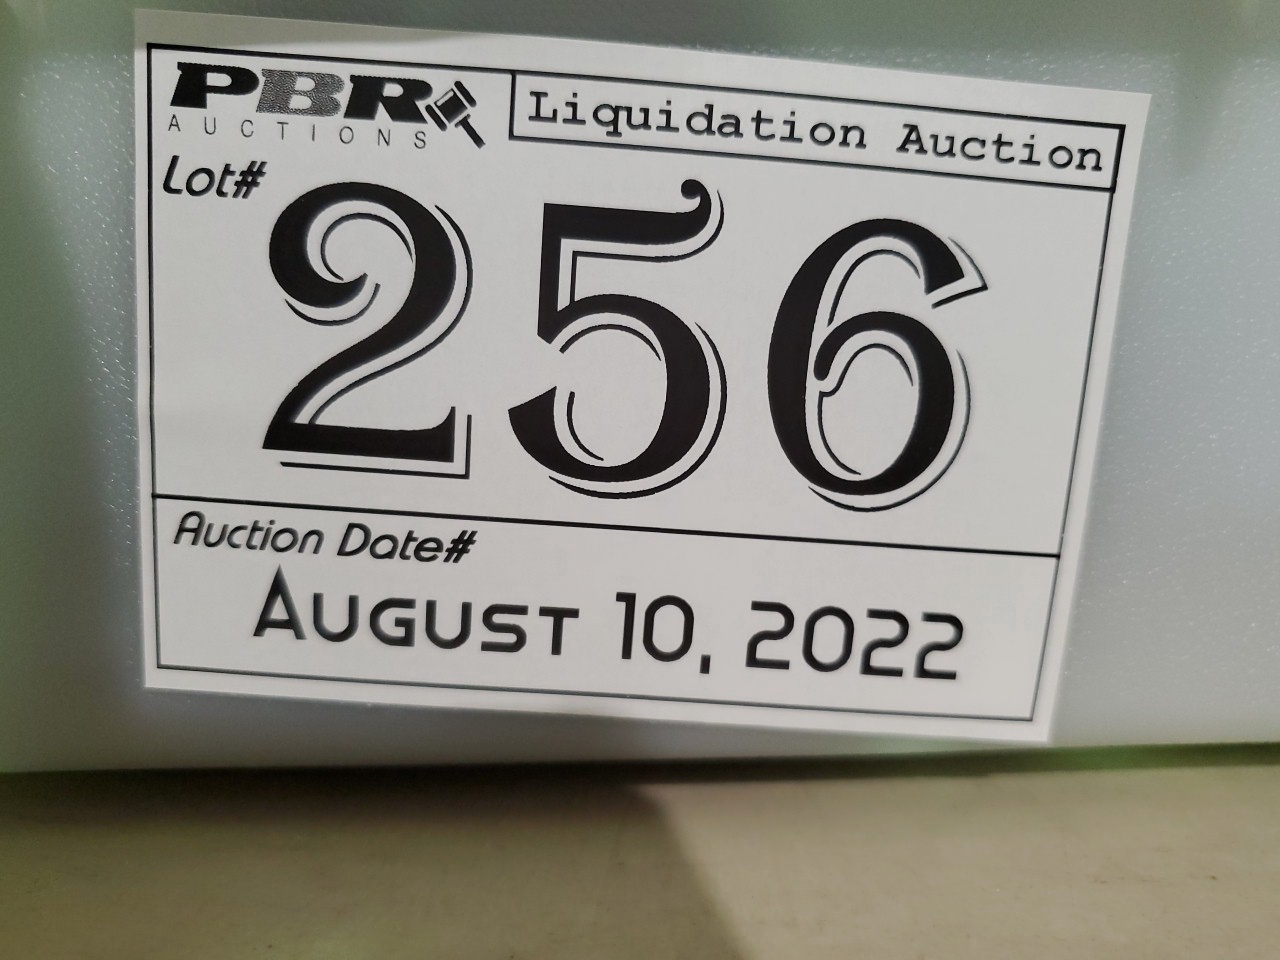 PBR
AUCTIONS
Liquidation Auction
Lot#
256
Auction Date#
AUGUST 10, 2022